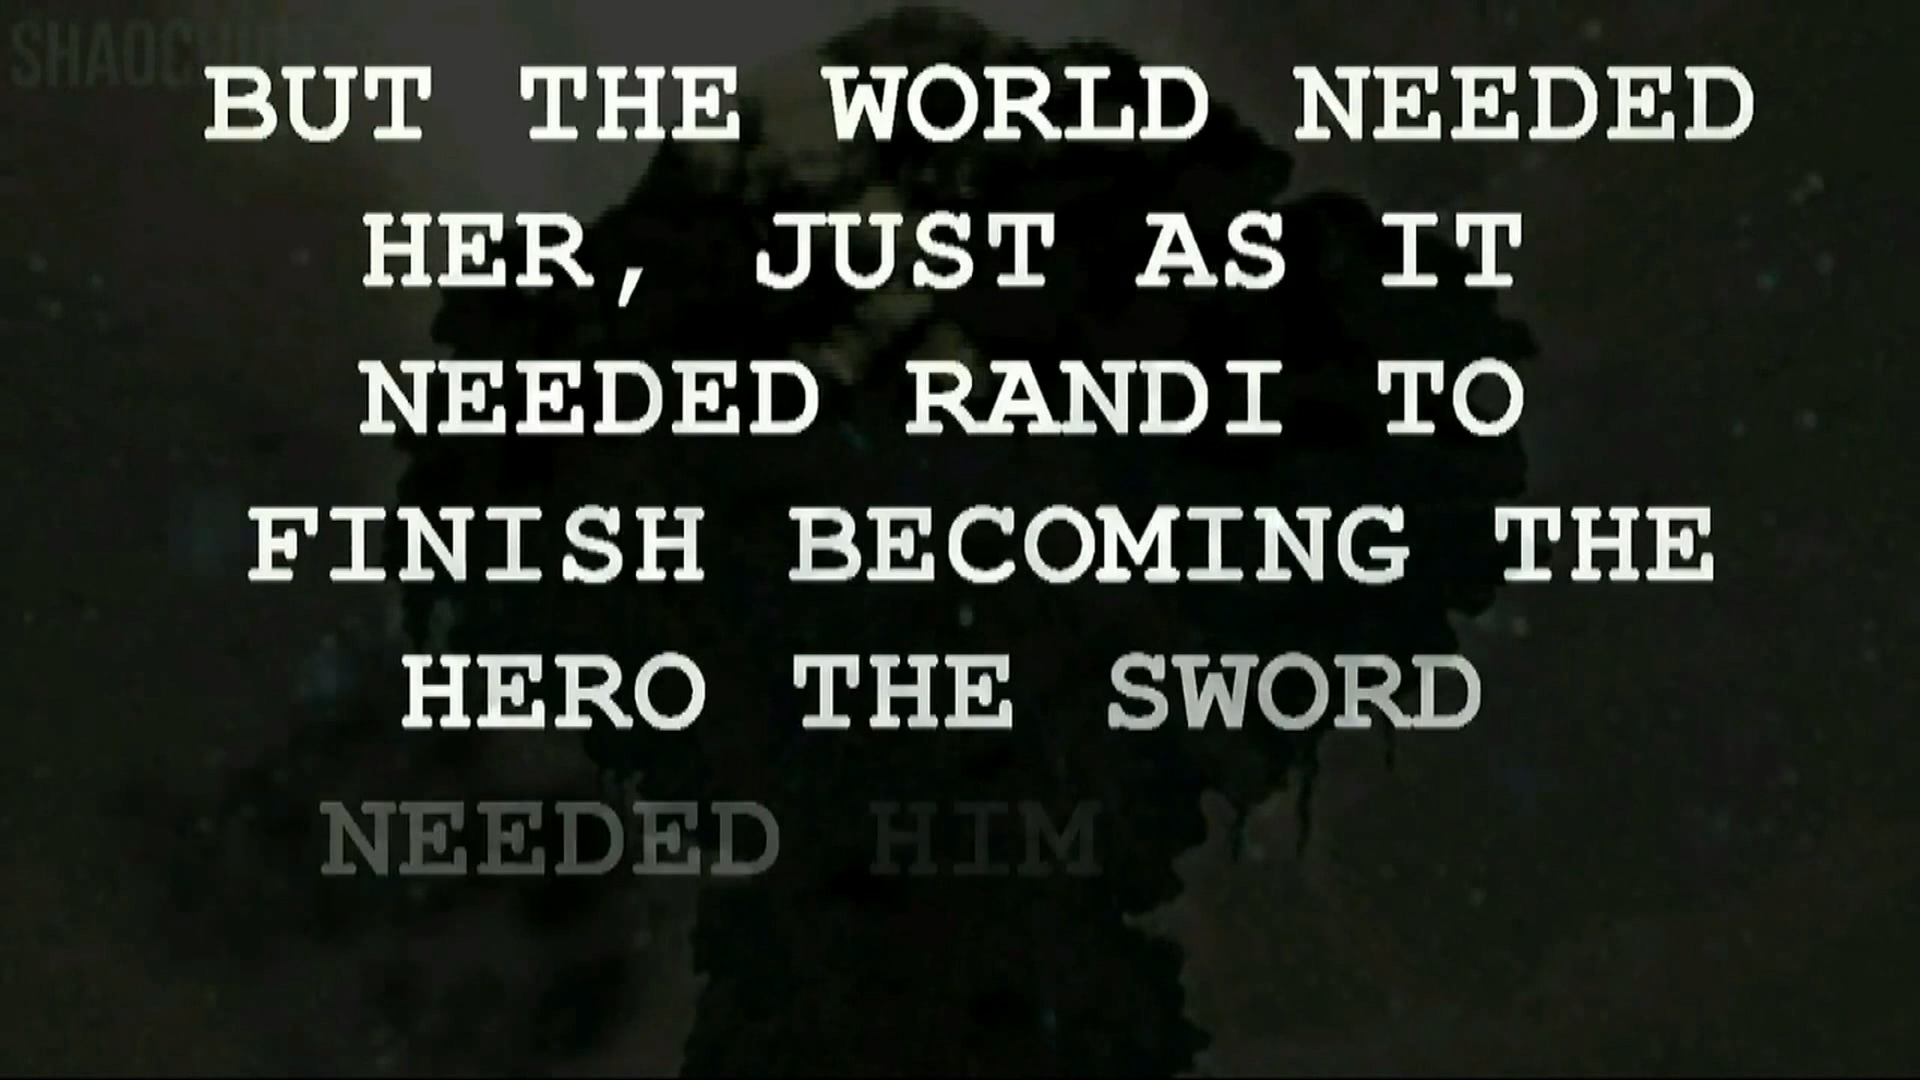 BUT THE WORLD NEEDED
HER, JUST AS IT
NEEDED RANDI TO
FINISH BECOMING THE
HERO THE SWORD
NEEDED HIM